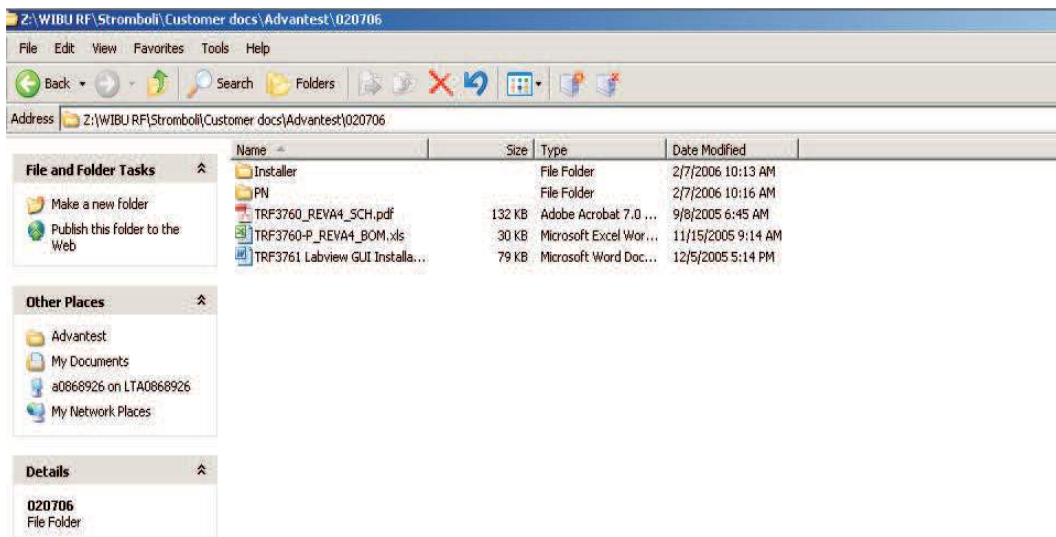 Z:\WIBU RF\Stromboli\Customer docs\Advantest\020706
File Edit View Favorites Tools Help
Back Search Folders
Address Z:\WIBU RF\Stromboli\Customer docs\Advantest\020706
File and Folder Tasks
Make a new folder
Publish this folder to the
Web
Other Places
Advantest
My Documents
a0868926 on LTA0868926
My Network Places
Details
020706
File Folder
Name Size Type Date Modified
Installer File Folder 2/7/2006 10:13 AM
PN File Folder 2/7/2006 10:16 AM
TRF3760_REVA4_SCH.pdf 132 KB Adobe Acrobat 7.0 ... 9/8/2005 6:45 AM
TRF3760-P_REVA4_BOM.xls 30 KB Microsoft Excel Wor... 11/15/2005 9:14 AM
TRF3761 Labview GUI Installa... 79 KB Microsoft Word Doc... 12/5/2005 5:14 PM